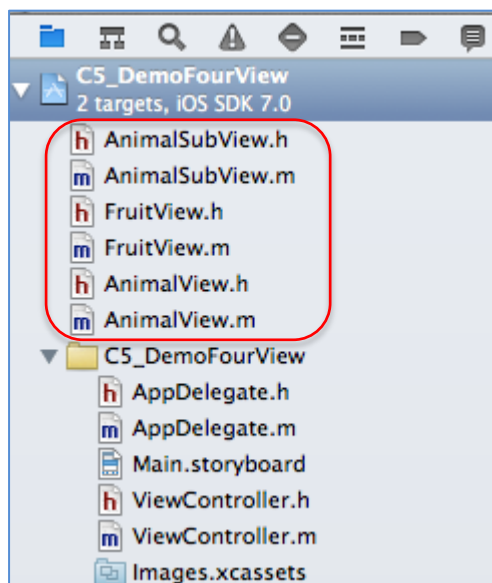 C5_DemoFourView
2 targets, iOS SDK 7.0
h AnimalSubView.h
m AnimalSubView.m
h FruitView.h
m FruitView.m
h AnimalView.h
m AnimalView.m
C5_DemoFourView
h AppDelegate.h
m AppDelegate.m
Main.storyboard
h ViewController.h
m ViewController.m
Images.xcassets